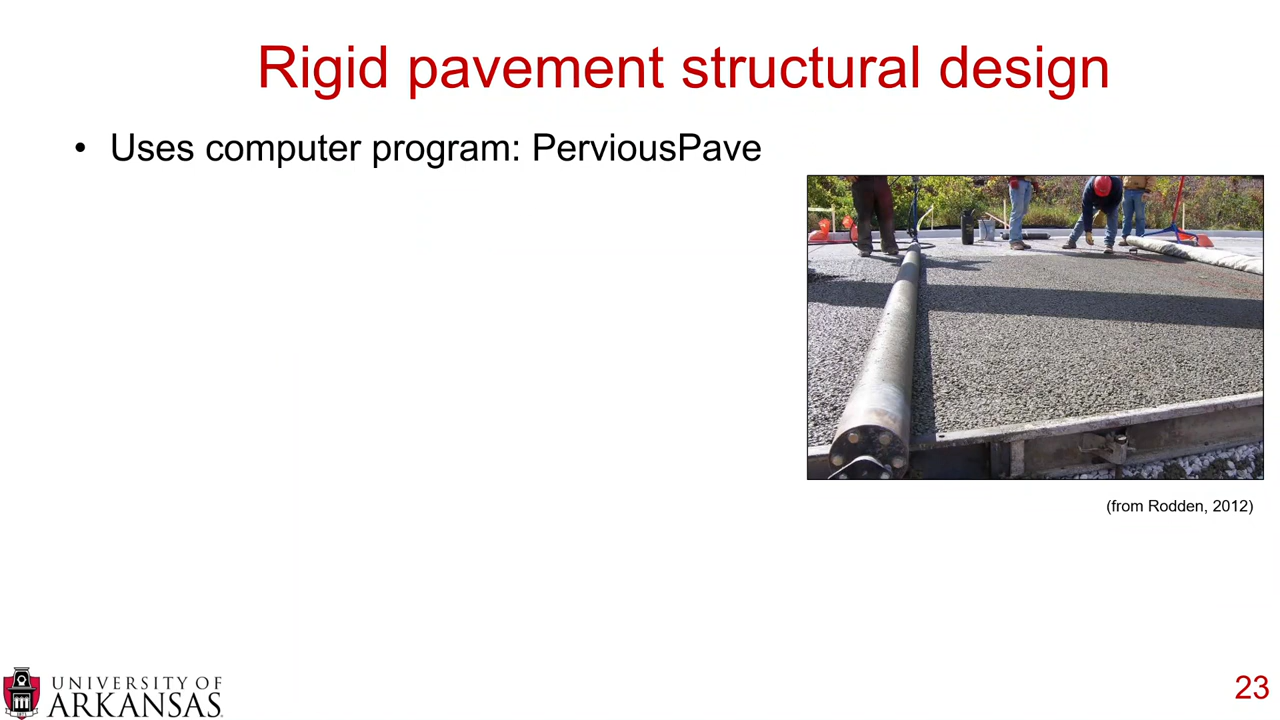 Rigid pavement structural design
• Uses computer program: PerviousPave
(from Rodden, 2012)
UNIVERSITY OF
ARKANSAS
23